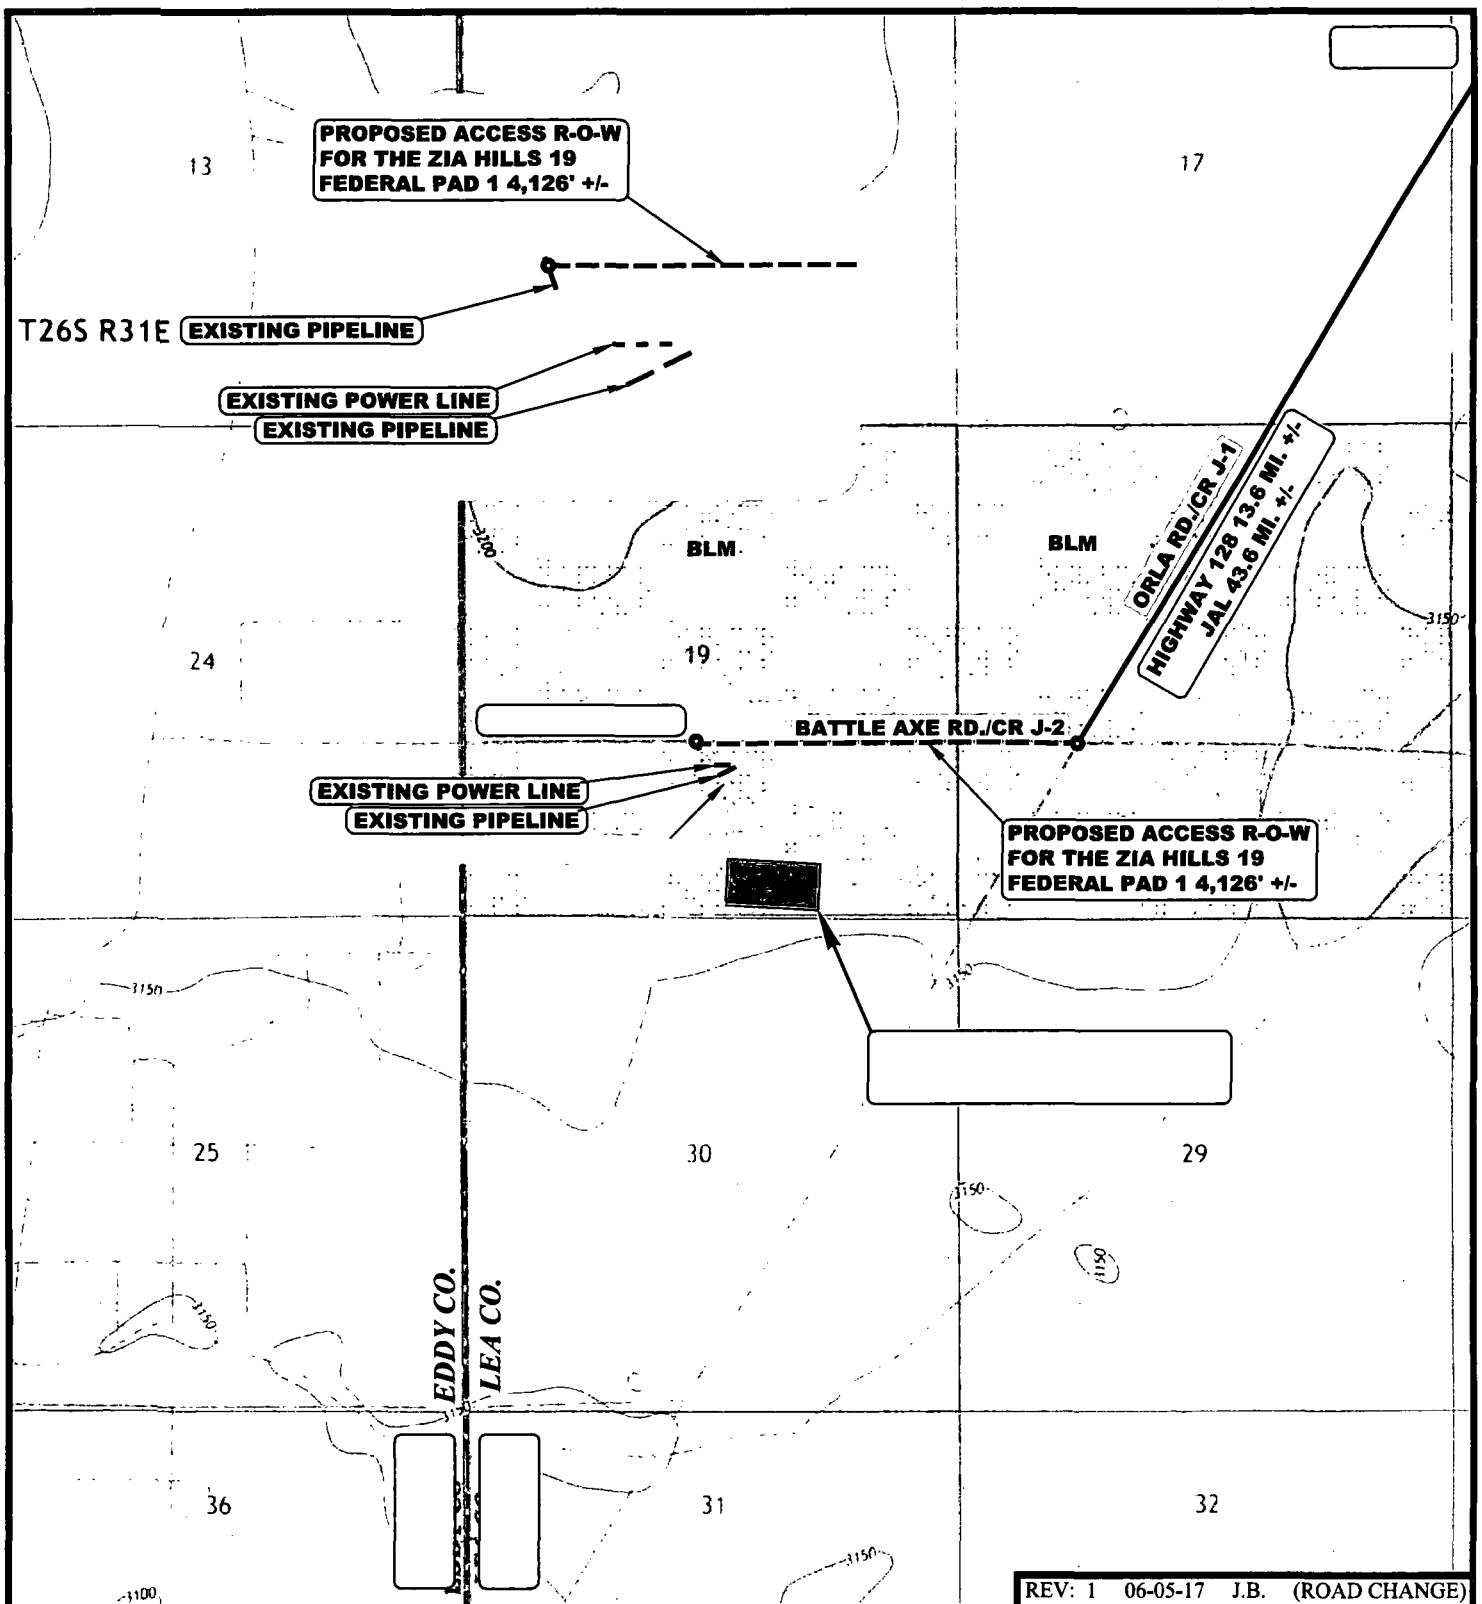 PROPOSED ACCESS R-O-W
FOR THE ZIA HILLS 19
FEDERAL PAD 1 4,126' +/-
13
17
T26S R31E
EXISTING PIPELINE
EXISTING POWER LINE
EXISTING PIPELINE
ORLA RD./CR J-1
HIGHWAY 128 13.6 MI. +/-
JAL 43.6 MI. +/-
3200
BLM
BLM
3150
24
19
BATTLE AXE RD./CR J-2
EXISTING POWER LINE
EXISTING PIPELINE
PROPOSED ACCESS R-O-W
FOR THE ZIA HILLS 19
FEDERAL PAD 1 4,126' +/-
3150
3150
25
30
29
3150
3150
3150
EDDY CO.
LEA CO.
36
31
32
3150
3100
REV: 1 06-05-17 J.B. (ROAD CHANGE)